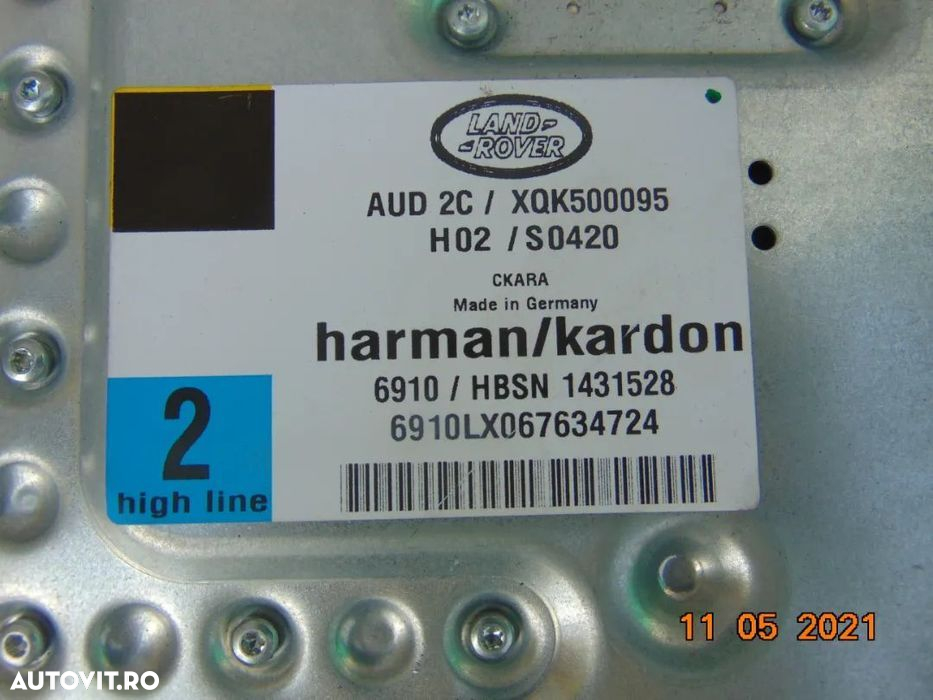 LAND-
-ROVER
AUD 2C / XQK500095
H02 / S0420
CKARA
Made in Germany
harman/kardon
6910 / HBSN 1431528
6910LX067634724
2
high line
11 05 2021
AUTOVIT.RO